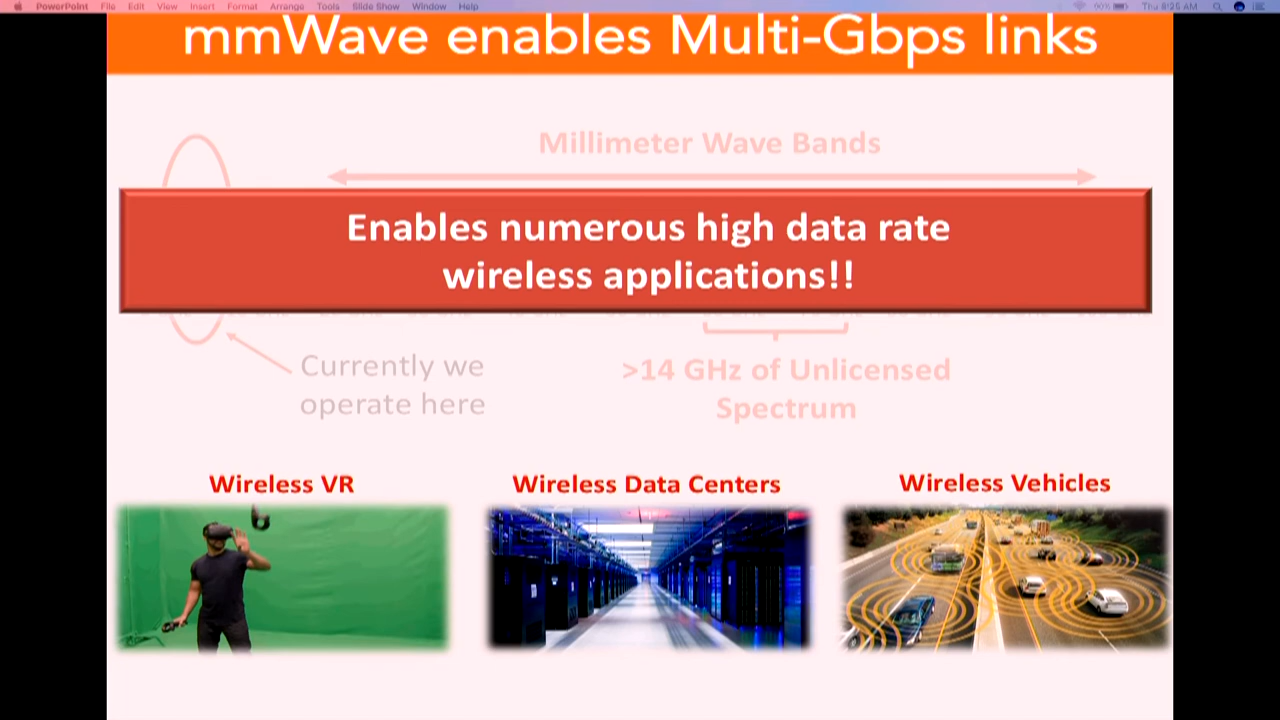 PowerPoint File Edit View Insert Format Arrange Tools Slide Show Window Help 90% Thu 8:25 AM
mmWave enables Multi-Gbps links
Millimeter Wave Bands
Enables numerous high data rate
wireless applications!!
Currently we
operate here
>14 GHz of Unlicensed
Spectrum
Wireless VR
Wireless Data Centers
Wireless Vehicles